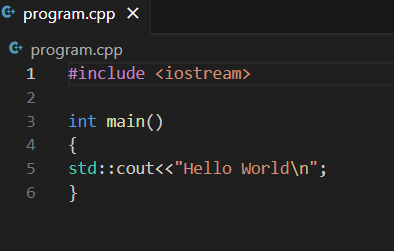 program.cpp
program.cpp
1 #include <iostream>
2
3 int main()
4 {
5 std::cout<<"Hello World\n";
6 }